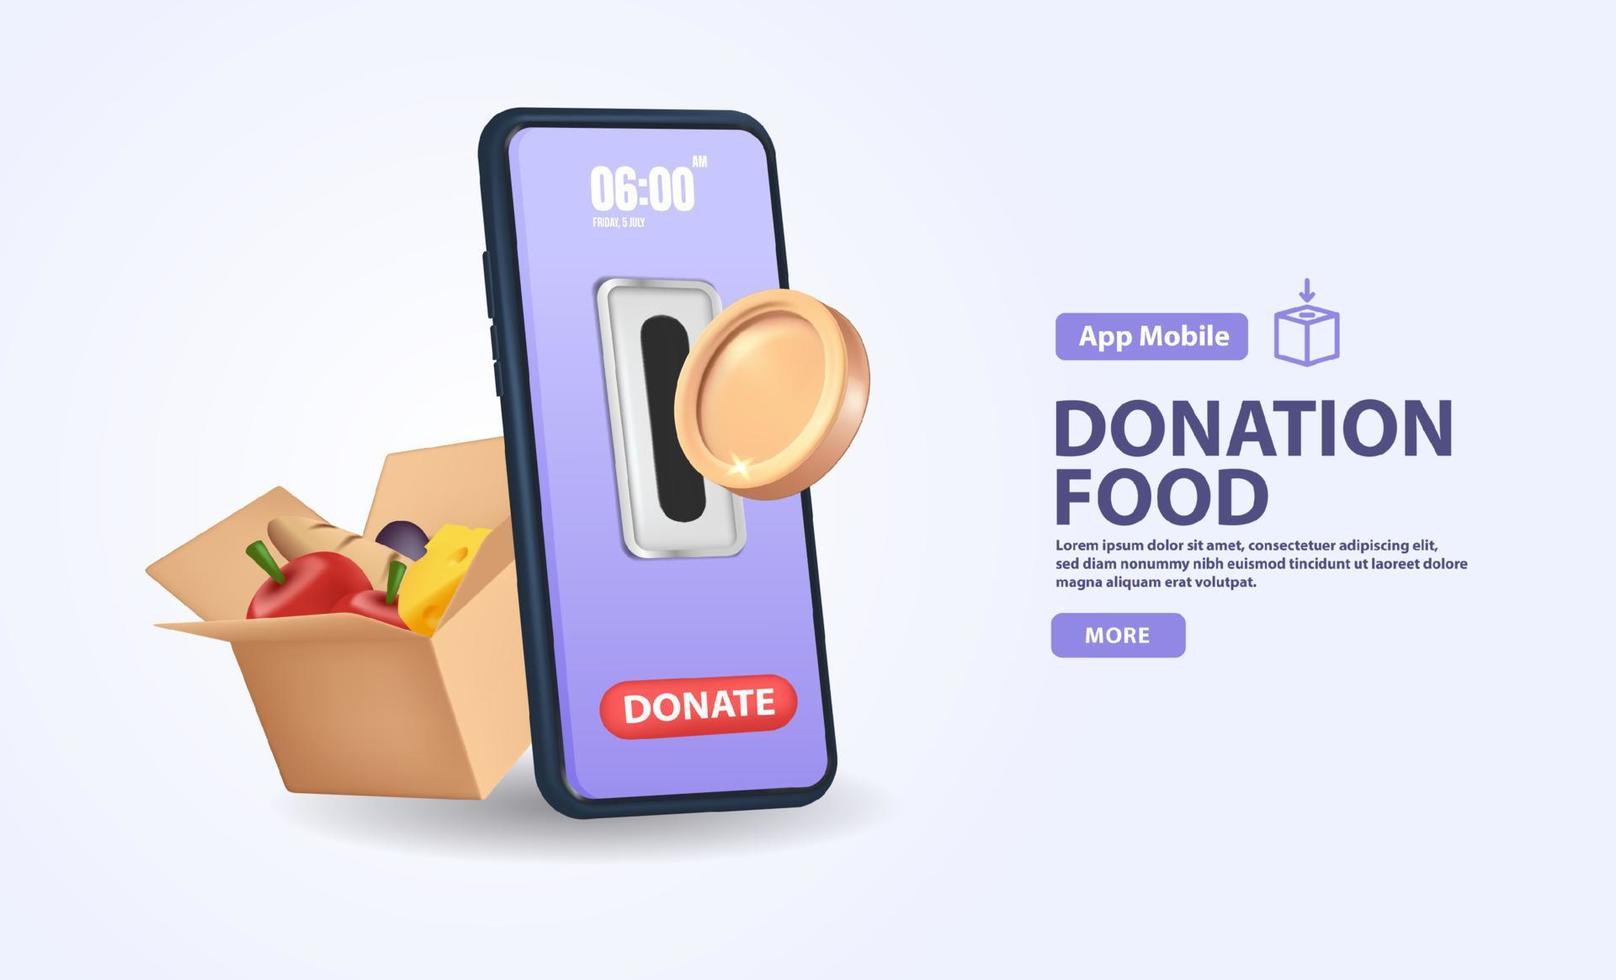 06:00 AM
FRIDAY, 5 JULY
DONATE
App Mobile
DONATION
FOOD
Lorem ipsum dolor sit amet, consectetuer adipiscing elit,
sed diam nonummy nibh euismod tincidunt ut laoreet dolore
magna aliquam erat volutpat.
MORE